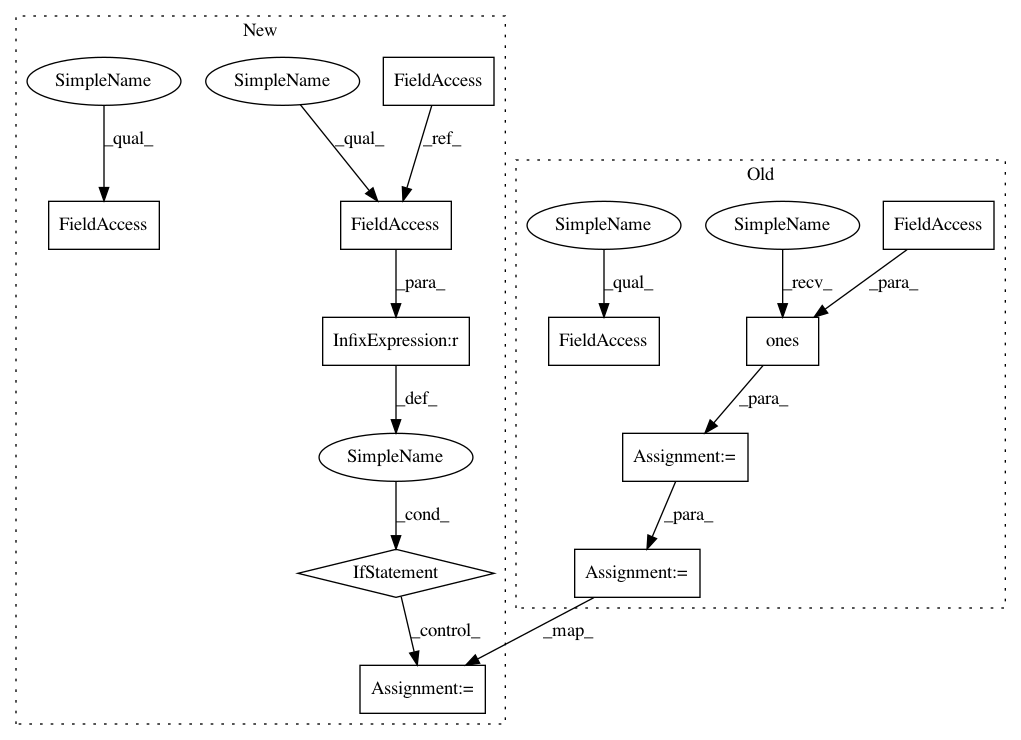 New
SimpleName
SimpleName
FieldAccess
_qual_
_qual_
_ref_
FieldAccess
FieldAccess
_para_
InfixExpression:r
_def_
SimpleName
_cond_
IfStatement
_control_
_map_
Assignment:=
Old
SimpleName
SimpleName
FieldAccess
_qual_
_recv_
_para_
FieldAccess
ones
_para_
Assignment:=
_para_
Assignment:=